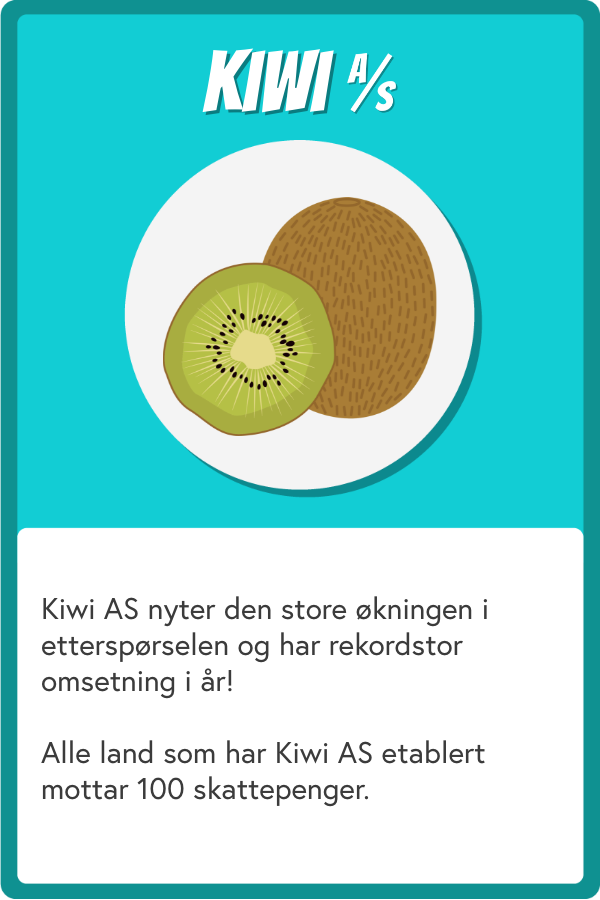 KIWI A/S
Kiwi AS nyter den store økningen i
etterspørselen og har rekordstor
omsetning i år!
Alle land som har Kiwi AS etablert
mottar 100 skattepenger.